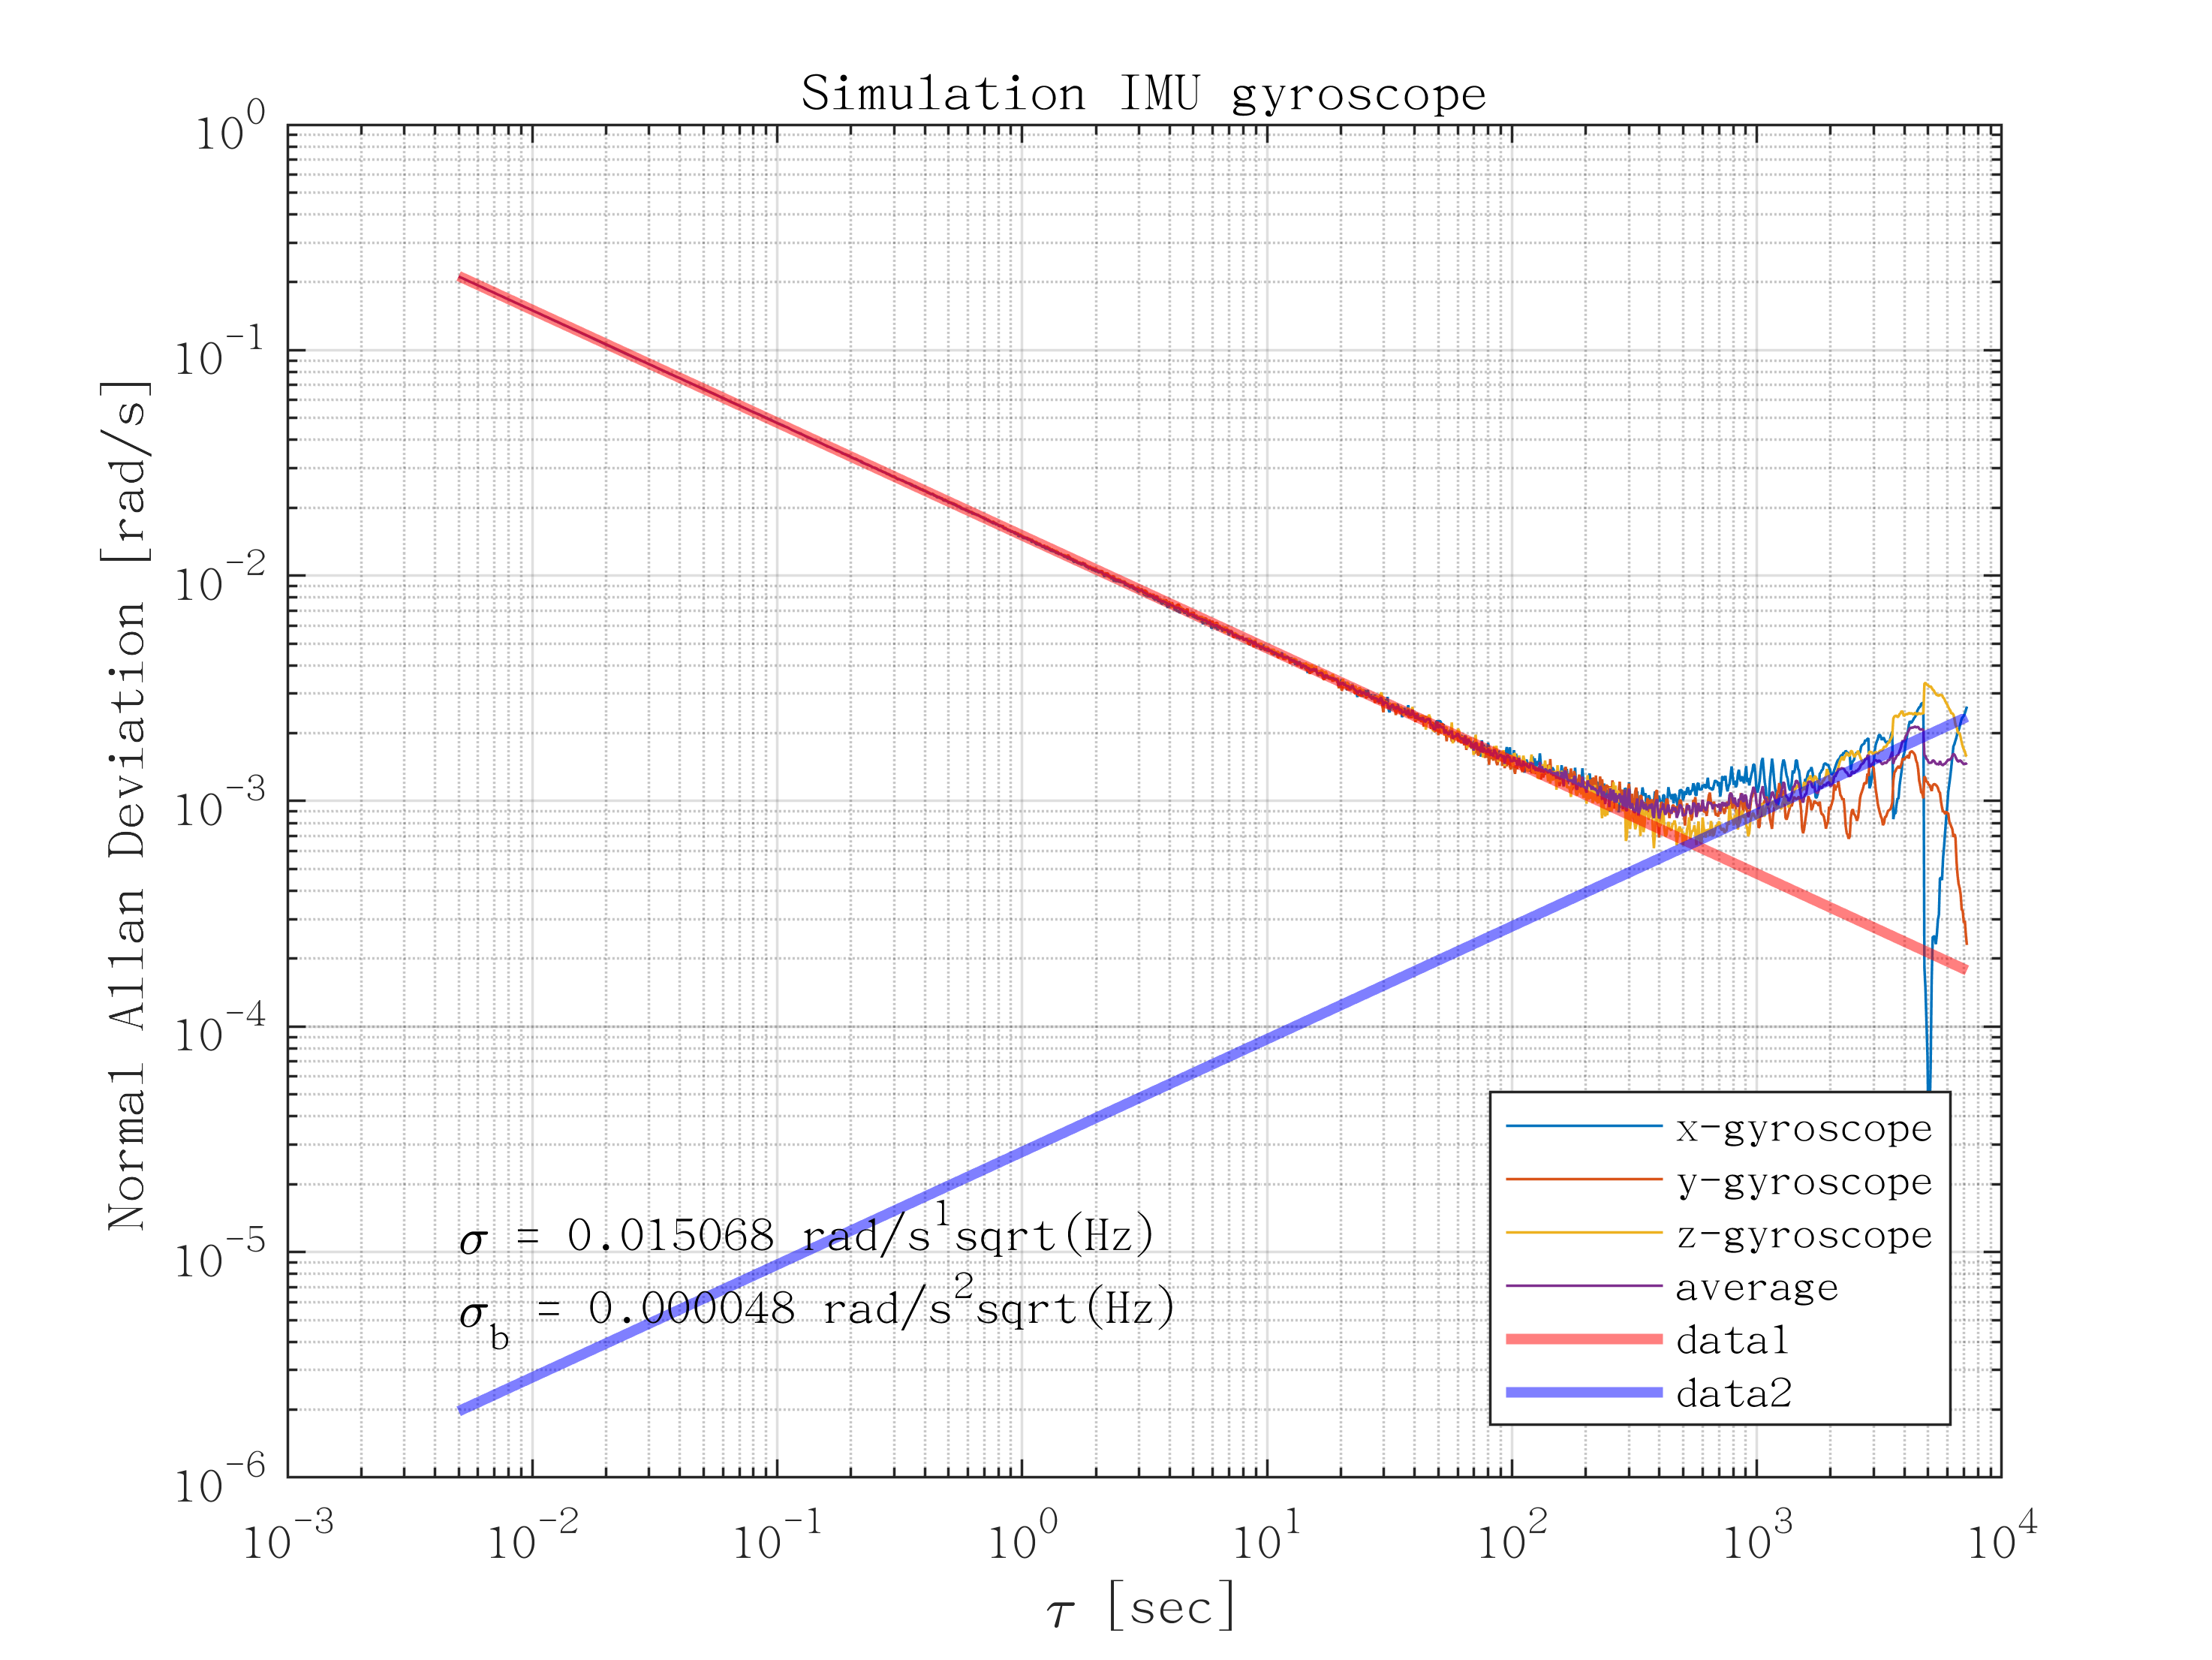 Simulation IMU gyroscope
Normal Allan Deviation [rad/s]
10^0
10^-1
10^-2
10^-3
10^-4
10^-5
10^-6
σ = 0.015068 rad/s^1sqrt(Hz)
σ_b = 0.000048 rad/s^2sqrt(Hz)
x-gyroscope
y-gyroscope
z-gyroscope
average
data1
data2
10^-3 10^-2 10^-1 10^0 10^1 10^2 10^3 10^4
τ [sec]